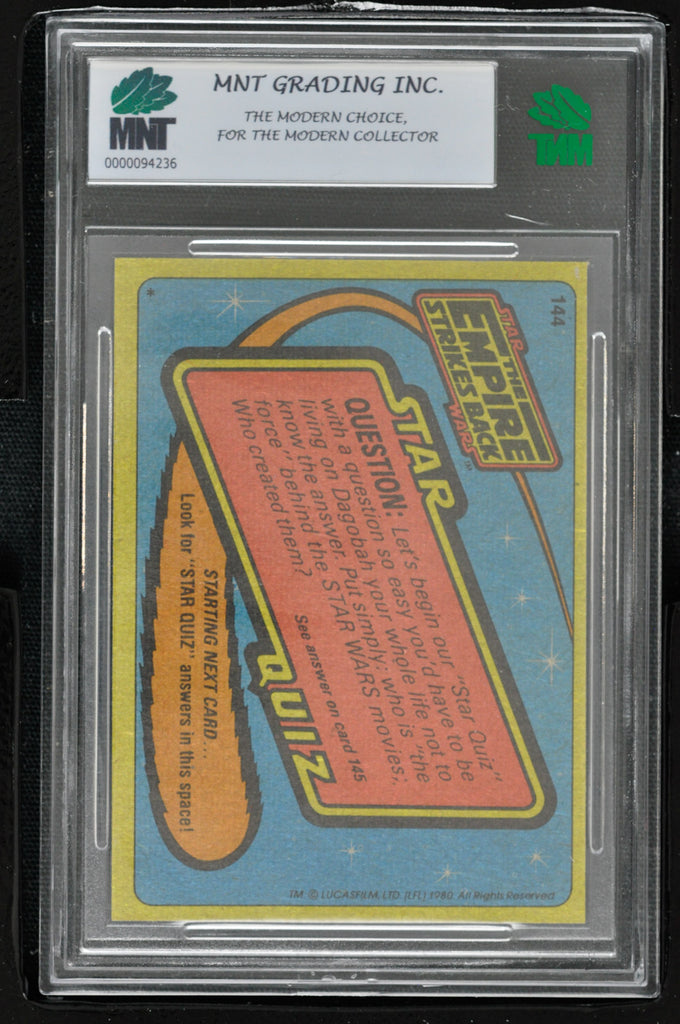 MNT GRADING INC.
THE MODERN CHOICE,
FOR THE MODERN COLLECTOR
MNT
0000094236
MNT
144
STAR
THE
EMPIRE
STRIKES BACK
WARS™
*
STAR
QUESTION: Let's begin our "Star Quiz"
with a question so easy you'd have to be
living on Dagobah your whole life not to
know the answer. Put simply: who is "the
force" behind the STAR WARS movies;
Who created them?
See answer on card 145
QUIZ
STARTING NEXT CARD...
Look for "STAR QUIZ" answers in this space!
TM © LUCASFILM, LTD. (LFL) 1980. All Rights Reserved